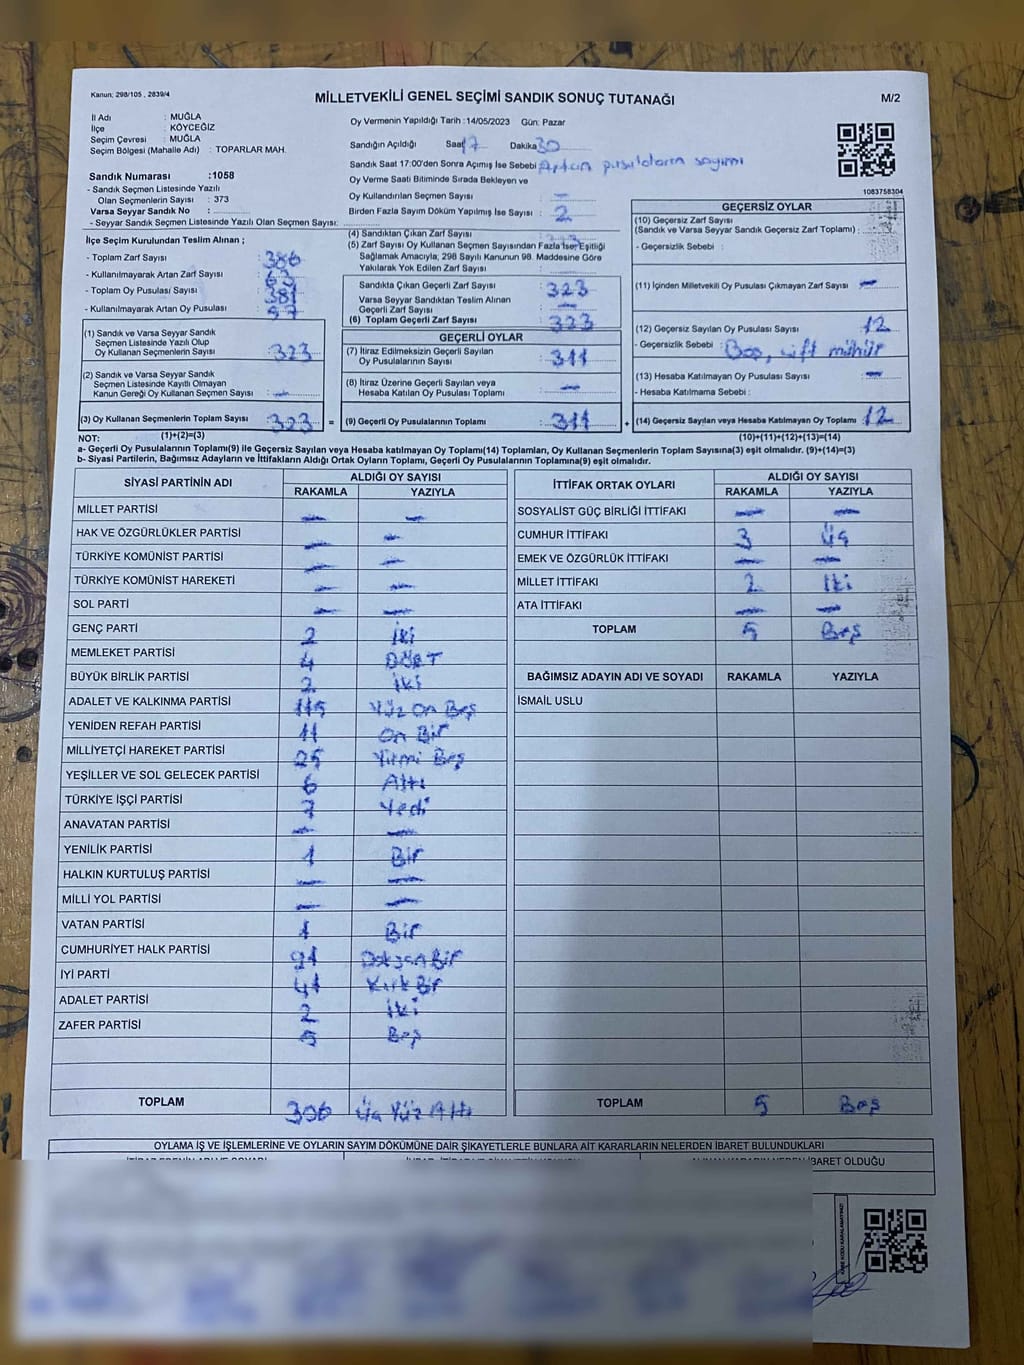 Kanun; 298/105 , 2839/4
MİLLETVEKİLİ GENEL SEÇİMİ SANDIK SONUÇ TUTANAĞI
M/2
İl Adı : MUĞLA
İlçe : KÖYCEĞİZ
Seçim Çevresi : MUĞLA
Seçim Bölgesi (Mahalle Adı) : TOPARLAR MAH.
Sandık Numarası :1058
- Sandık Seçmen Listesinde Yazılı
Olan Seçmenlerin Sayısı : 373
Varsa Seyyar Sandık No :
- Seyyar Sandık Seçmen Listesinde Yazılı Olan Seçmen Sayısı:
Oy Vermenin Yapıldığı Tarih :14/05/2023 Gün: Pazar
Sandığın Açıldığı Saat 17 Dakika 30
Sandık Saat 17:00'den Sonra Açımış İse Sebebi Artan pusulaların sayımı
Oy Verme Saati Bitiminde Sırada Bekleyen ve
Oy Kullandırılan Seçmen Sayısı : —
Birden Fazla Sayım Döküm Yapılmış İse Sayısı : 2
1083758304
İlçe Seçim Kurulundan Teslim Alınan ;
- Toplam Zarf Sayısı : 386
- Kullanılmayarak Artan Zarf Sayısı : 63
- Toplam Oy Pusulası Sayısı : 381
- Kullanılmayarak Artan Oy Pusulası : 57
(1) Sandık ve Varsa Seyyar Sandık
Seçmen Listesinde Yazılı Olup
Oy Kullanan Seçmenlerin Sayısı : 323
(2) Sandık ve Varsa Seyyar Sandık
Seçmen Listesinde Kayıtlı Olmayan
Kanun Gereği Oy Kullanan Seçmen Sayısı : —
(3) Oy Kullanan Seçmenlerin Toplam Sayısı : 323 =
(1)+(2)=(3)
(4) Sandıktan Çıkan Zarf Sayısı : 323
(5) Zarf Sayısı Oy Kullanan Seçmen Sayısından Fazla İse, Eşitliği
Sağlamak Amacıyla, 298 Sayılı Kanunun 98. Maddesine Göre
Yakılarak Yok Edilen Zarf Sayısı :
Sandıkta Çıkan Geçerli Zarf Sayısı : 323
Varsa Seyyar Sandıktan Teslim Alınan
Geçerli Zarf Sayısı : —
(6) Toplam Geçerli Zarf Sayısı : 323
GEÇERLİ OYLAR
(7) İtiraz Edilmeksizin Geçerli Sayılan
Oy Pusulalarının Sayısı : 311
(8) İtiraz Üzerine Geçerli Sayılan veya
Hesaba Katılan Oy Pusulası Toplamı : —
(9) Geçerli Oy Pusulalarının Toplamı : 311 +
GEÇERSİZ OYLAR
(10) Geçersiz Zarf Sayısı
(Sandık ve Varsa Seyyar Sandık Geçersiz Zarf Toplamı) :
- Geçersizlik Sebebi :
(11) İçinden Milletvekili Oy Pusulası Çıkmayan Zarf Sayısı : —
(12) Geçersiz Sayılan Oy Pusulası Sayısı : 12
- Geçersizlik Sebebi : Boş, çift mühür
(13) Hesaba Katılmayan Oy Pusulası Sayısı : —
- Hesaba Katılmama Sebebi :
(14) Geçersiz Sayılan veya Hesaba Katılmayan Oy Toplamı : 12
(10)+(11)+(12)+(13)=(14)
NOT:
a- Geçerli Oy Pusulalarının Toplamı(9) ile Geçersiz Sayılan veya Hesaba katılmayan Oy Toplamı(14) Toplamları, Oy Kullanan Seçmenlerin Toplam Sayısına(3) eşit olmalıdır. (9)+(14)=(3)
b- Siyasi Partilerin, Bağımsız Adayların ve İttifakların Aldığı Ortak Oyların Toplamı, Geçerli Oy Pusulalarının Toplamına(9) eşit olmalıdır.
SİYASİ PARTİNİN ADI ALDIĞI OY SAYISI
RAKAMLA YAZIYLA
MİLLET PARTİSİ — —
HAK VE ÖZGÜRLÜKLER PARTİSİ — —
TÜRKİYE KOMÜNİST PARTİSİ — —
TÜRKİYE KOMÜNİST HAREKETİ — —
SOL PARTİ — —
GENÇ PARTİ 2 İki
MEMLEKET PARTİSİ 4 Dört
BÜYÜK BİRLİK PARTİSİ 2 İki
ADALET VE KALKINMA PARTİSİ 115 Yüz On Beş
YENİDEN REFAH PARTİSİ 11 On Bir
MİLLİYETÇİ HAREKET PARTİSİ 25 Yirmi Beş
YEŞİLLER VE SOL GELECEK PARTİSİ 6 Altı
TÜRKİYE İŞÇİ PARTİSİ 7 Yedi
ANAVATAN PARTİSİ — —
YENİLİK PARTİSİ 1 Bir
HALKIN KURTULUŞ PARTİSİ — —
MİLLİ YOL PARTİSİ — —
VATAN PARTİSİ 1 Bir
CUMHURİYET HALK PARTİSİ 91 Doksan Bir
İYİ PARTİ 41 Kırk Bir
ADALET PARTİSİ 2 İki
ZAFER PARTİSİ 5 Beş
TOPLAM 306 Üç Yüz Altı
İTTİFAK ORTAK OYLARI ALDIĞI OY SAYISI
RAKAMLA YAZIYLA
SOSYALİST GÜÇ BİRLİĞİ İTTİFAKI — —
CUMHUR İTTİFAKI 3 Üç
EMEK VE ÖZGÜRLÜK İTTİFAKI — —
MİLLET İTTİFAKI 2 İki
ATA İTTİFAKI — —
TOPLAM 5 Beş
BAĞIMSIZ ADAYIN ADI VE SOYADI RAKAMLA YAZIYLA
İSMAİL USLU
TOPLAM 5 Beş
OYLAMA İŞ VE İŞLEMLERİNE VE OYLARIN SAYIM DÖKÜMÜNE DAİR ŞİKAYETLERLE BUNLARA AİT KARARLARIN NELERDEN İBARET BULUNDUKLARI
İBARET OLDUĞU